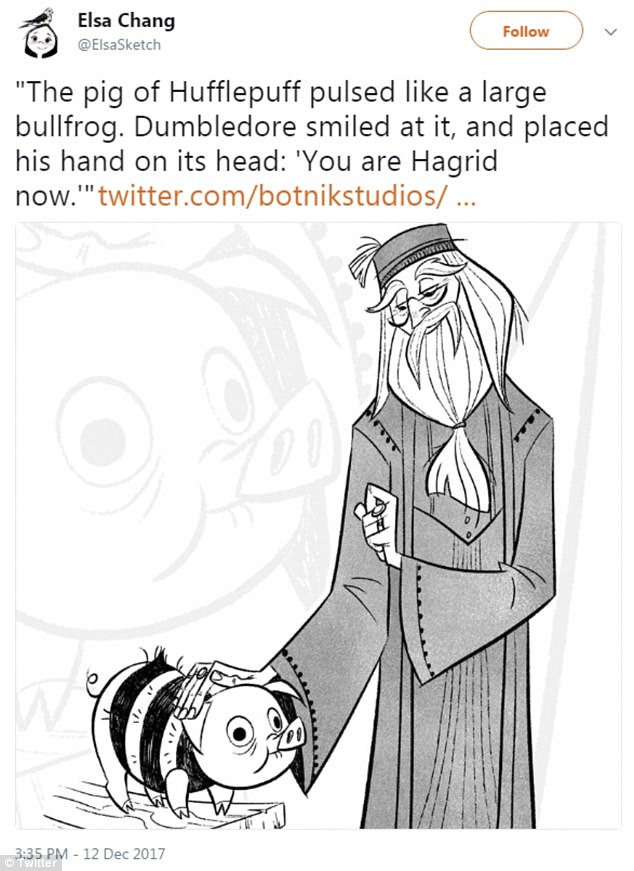 Elsa Chang
@ElsaSketch
Follow
"The pig of Hufflepuff pulsed like a large
bullfrog. Dumbledore smiled at it, and placed
his hand on its head: 'You are Hagrid
now.'" twitter.com/botnikstudios/ ...
3:35 PM - 12 Dec 2017
© Twitter